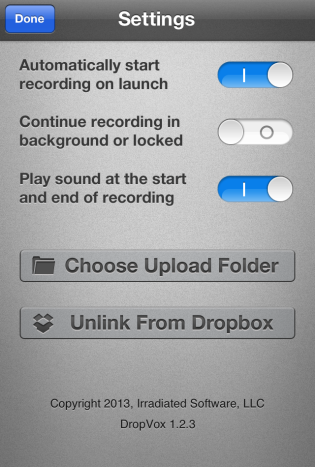 Done
Settings
Automatically start
recording on launch
Continue recording in
background or locked
Play sound at the start
and end of recording
Choose Upload Folder
Unlink From Dropbox
Copyright 2013, Irradiated Software, LLC
DropVox 1.2.3